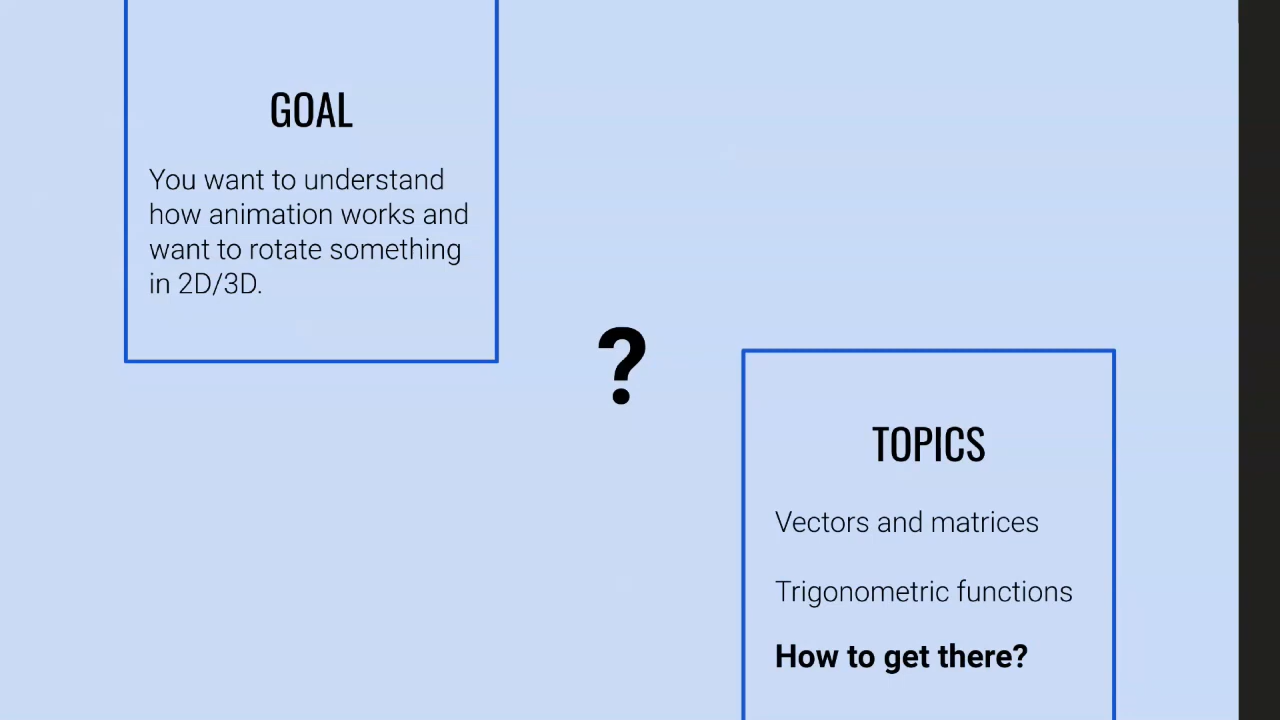 GOAL
You want to understand
how animation works and
want to rotate something
in 2D/3D.
?
TOPICS
Vectors and matrices
Trigonometric functions
How to get there?